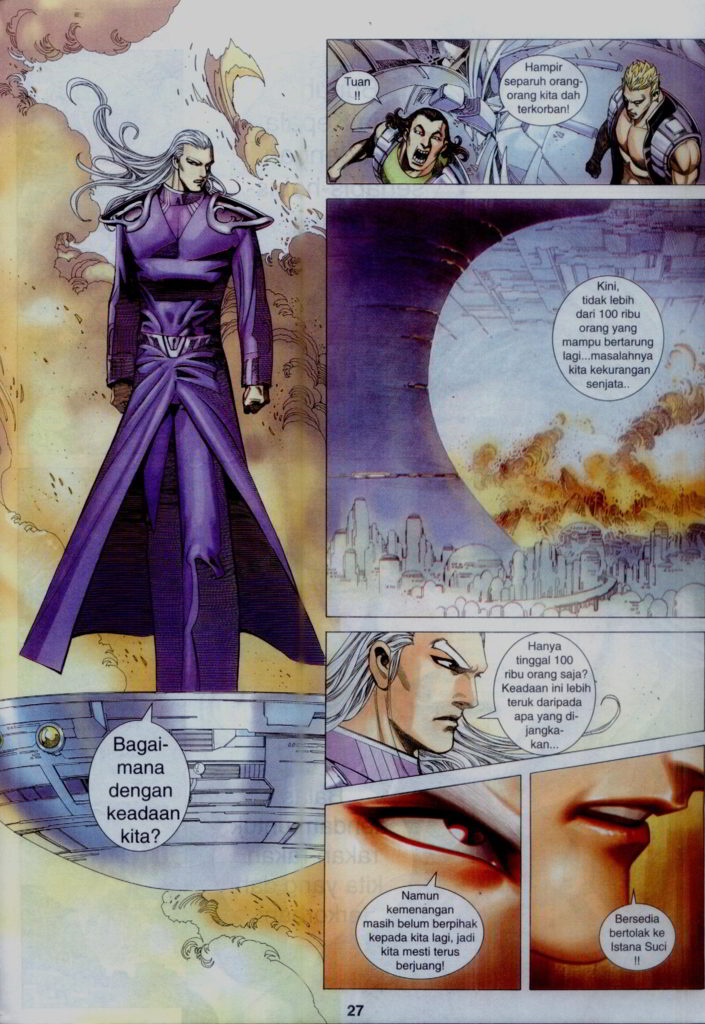 Bagai-
mana
dengan
keadaan
kita?
Tuan
!!
Hampir
separuh orang-
orang kita dah
terkorban!
Kini,
tidak lebih
dari 100 ribu
orang yang
mampu bertarung
lagi...masalahnya
kita kekurangan
senjata..
Hanya
tinggal 100
ribu orang saja?
Keadaan ini lebih
teruk daripada
apa yang di-
jangka-
kan...
Namun
kemenangan
masih belum berpihak
kepada kita lagi, jadi
kita mesti terus
berjuang!
Bersedia
bertolak ke
Istana Suci
!!
27